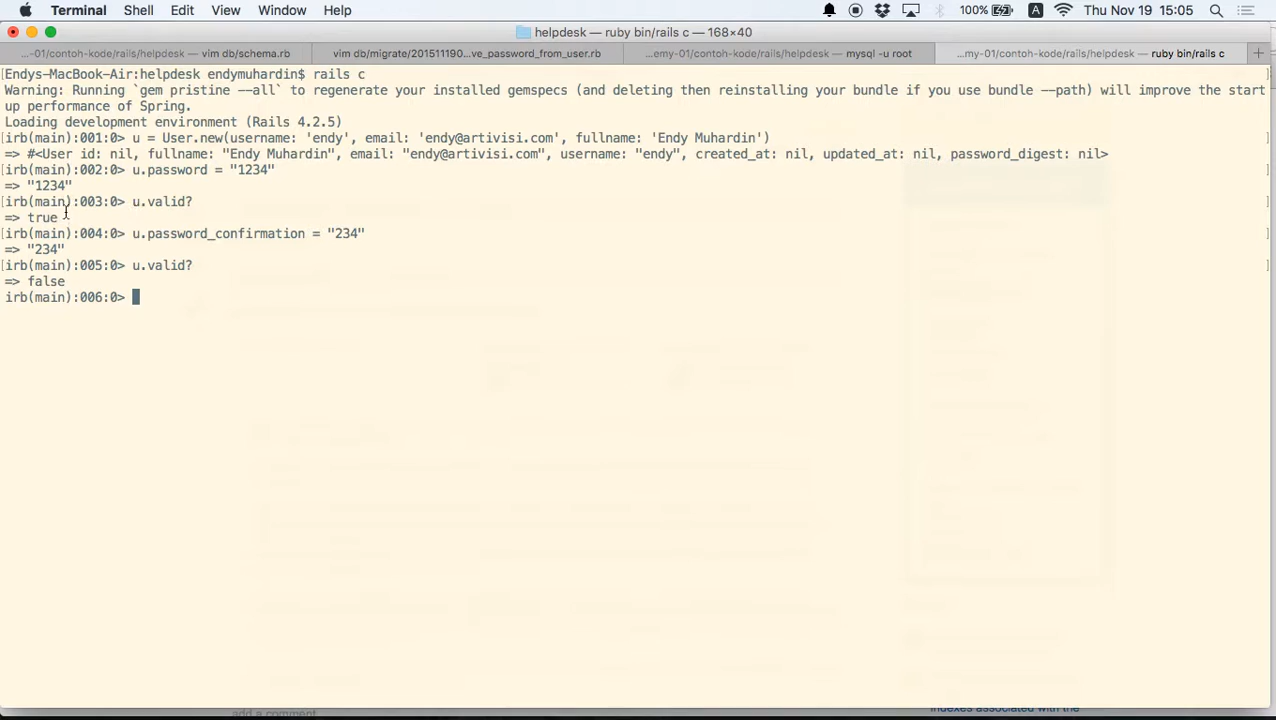 Terminal Shell Edit View Window Help 100% A Thu Nov 19 15:05
helpdesk — ruby bin/rails c — 168×40
...-01/contoh-kode/rails/helpdesk — vim db/schema.rb vim db/migrate/201511190...ve_password_from_user.rb ...emy-01/contoh-kode/rails/helpdesk — mysql -u root ...my-01/contoh-kode/rails/helpdesk — ruby bin/rails c +
[Endys-MacBook-Air:helpdesk endymuhardin$ rails c ]
Warning: Running `gem pristine --all` to regenerate your installed gemspecs (and deleting then reinstalling your bundle if you use bundle --path) will improve the start
up performance of Spring.
Loading development environment (Rails 4.2.5)
[irb(main):001:0> u = User.new(username: 'endy', email: 'endy@artivisi.com', fullname: 'Endy Muhardin') ]
=> #<User id: nil, fullname: "Endy Muhardin", email: "endy@artivisi.com", username: "endy", created_at: nil, updated_at: nil, password_digest: nil>
[irb(main):002:0> u.password = "1234" ]
=> "1234"
[irb(main):003:0> u.valid? ]
=> true
[irb(main):004:0> u.password_confirmation = "234" ]
=> "234"
[irb(main):005:0> u.valid? ]
=> false
irb(main):006:0>
add a comment
indexes associated with the